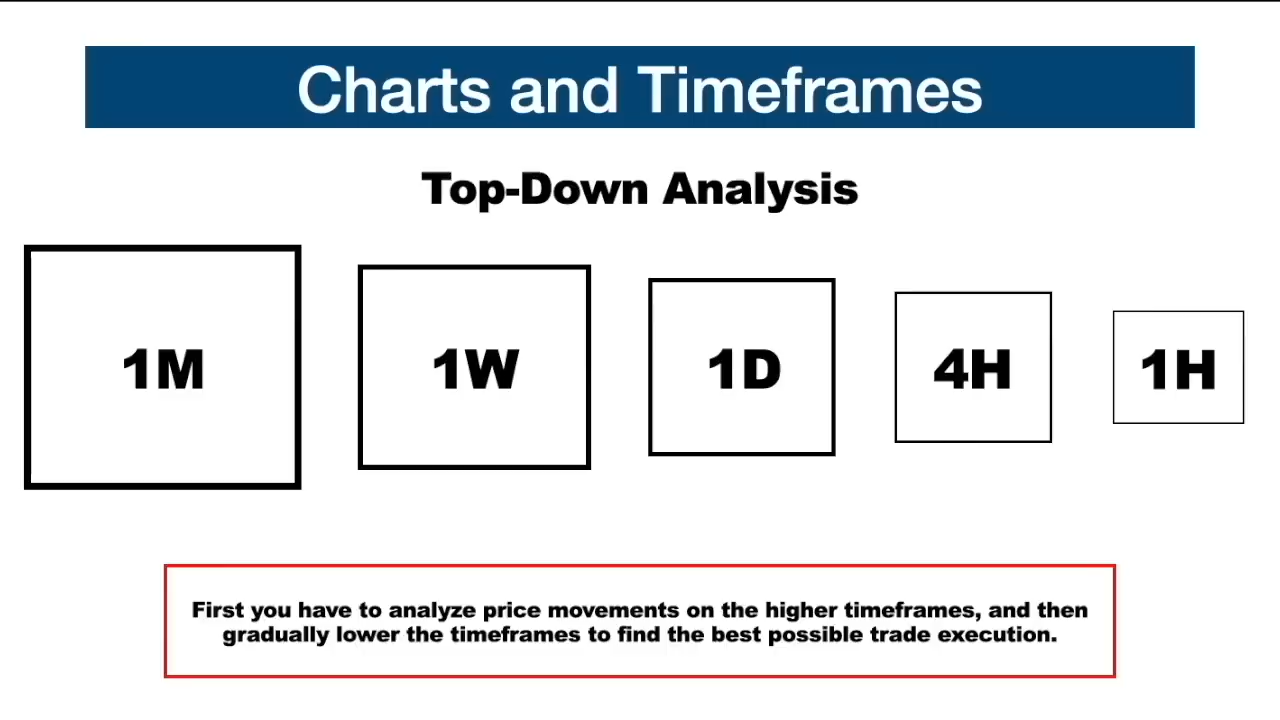 Charts and Timeframes
Top-Down Analysis
1M
1W
1D
4H
1H
First you have to analyze price movements on the higher timeframes, and then
gradually lower the timeframes to find the best possible trade execution.